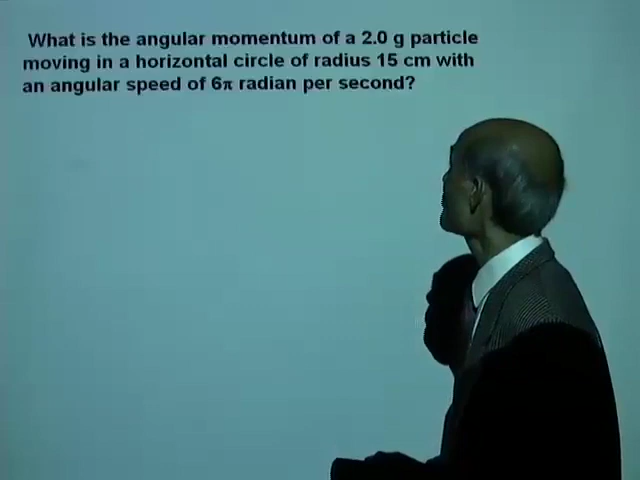 What is the angular momentum of a 2.0 g particle
moving in a horizontal circle of radius 15 cm with
an angular speed of 6π radian per second?